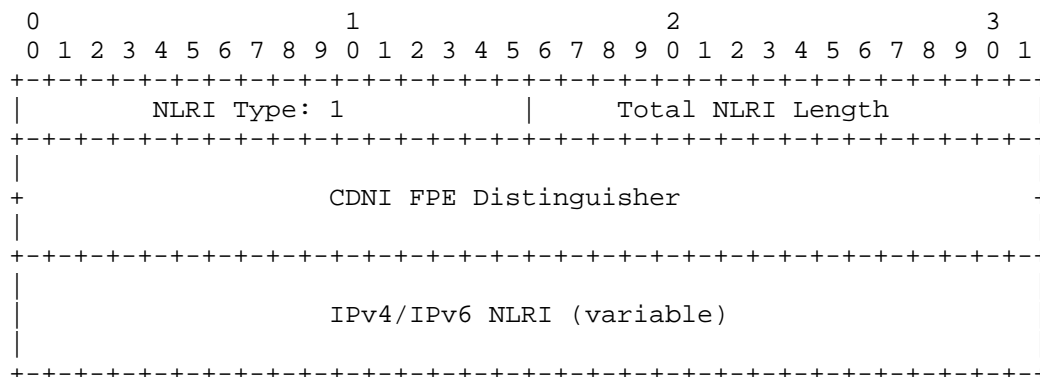 0                   1                   2                   3
 0 1 2 3 4 5 6 7 8 9 0 1 2 3 4 5 6 7 8 9 0 1 2 3 4 5 6 7 8 9 0 1
+-+-+-+-+-+-+-+-+-+-+-+-+-+-+-+-+-+-+-+-+-+-+-+-+-+-+-+-+-+-+-+--
|        NLRI Type: 1           |     Total NLRI Length
+-+-+-+-+-+-+-+-+-+-+-+-+-+-+-+-+-+-+-+-+-+-+-+-+-+-+-+-+-+-+-+--
|
+                   CDNI FPE Distinguisher                      -
|
+-+-+-+-+-+-+-+-+-+-+-+-+-+-+-+-+-+-+-+-+-+-+-+-+-+-+-+-+-+-+-+--
|
|                   IPv4/IPv6 NLRI (variable)
|
+-+-+-+-+-+-+-+-+-+-+-+-+-+-+-+-+-+-+-+-+-+-+-+-+-+-+-+-+-+-+-+--